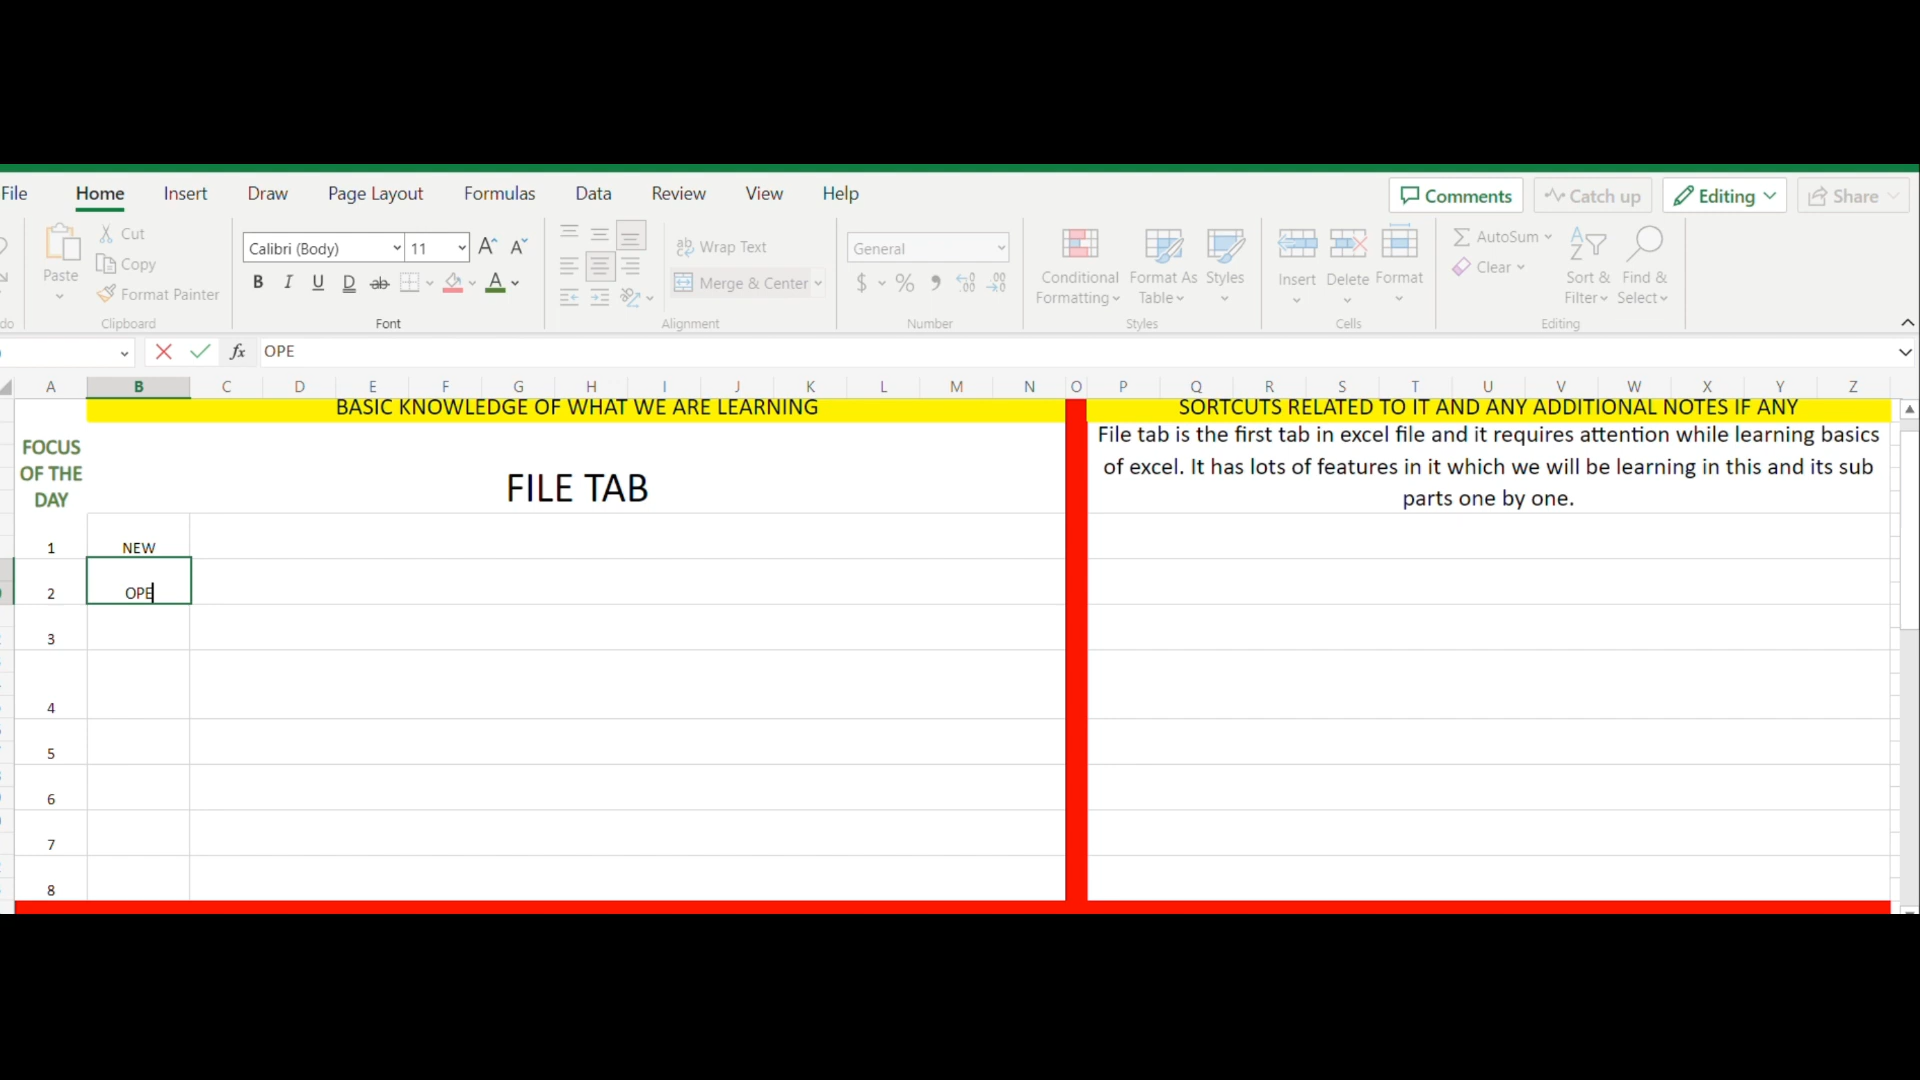 File Home Insert Draw Page Layout Formulas Data Review View Help Comments Catch up Editing Share
Paste Cut Copy Format Painter Clipboard
Calibri (Body) 11 A A
B I U D ab A Font
ab Wrap Text
Merge & Center
Alignment
General
$ % Number
Conditional Formatting Format As Table Styles
Styles
Insert Delete Format
Cells
AutoSum
Clear
Sort & Filter Find & Select
Editing
fx OPE
A B C D E F G H I J K L M N O P Q R S T U V W X Y Z
BASIC KNOWLEDGE OF WHAT WE ARE LEARNING
SORTCUTS RELATED TO IT AND ANY ADDITIONAL NOTES IF ANY
FOCUS
OF THE
DAY
FILE TAB
File tab is the first tab in excel file and it requires attention while learning basics
of excel. It has lots of features in it which we will be learning in this and its sub
parts one by one.
1 NEW
2 OPE
3
4
5
6
7
8